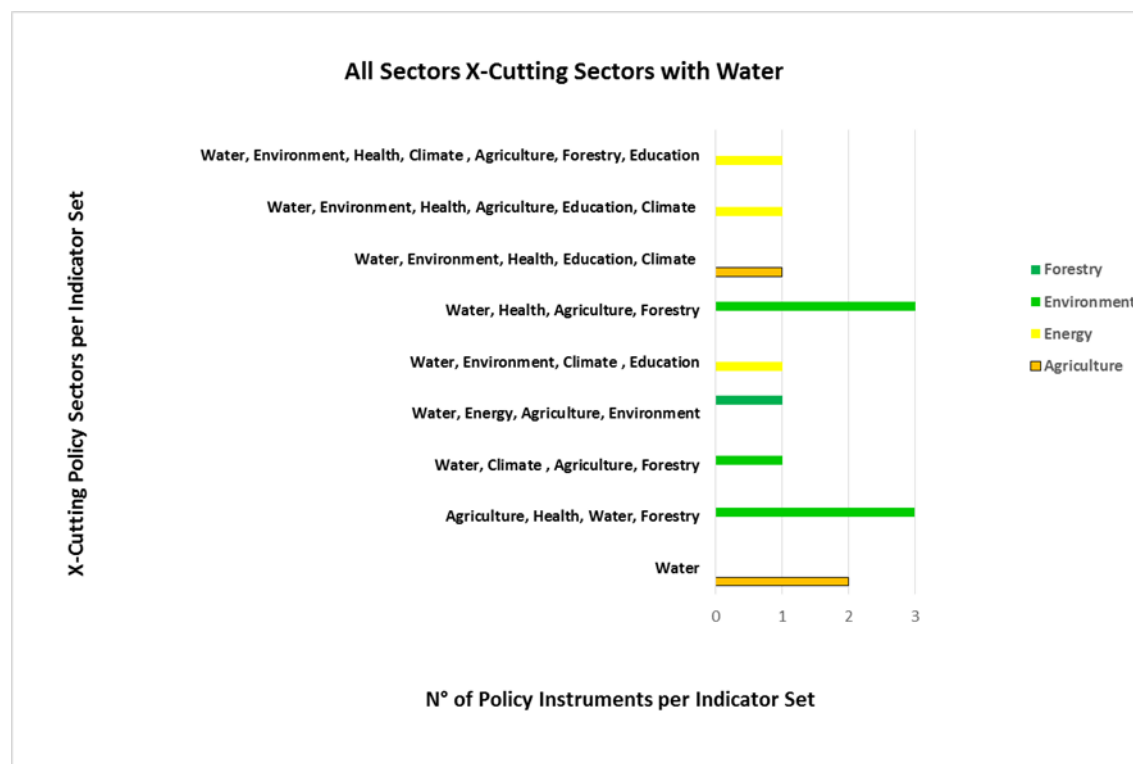 All Sectors X-Cutting Sectors with Water
X-Cutting Policy Sectors per Indicator Set
Water, Environment, Health, Climate , Agriculture, Forestry, Education
Water, Environment, Health, Agriculture, Education, Climate
Water, Environment, Health, Education, Climate
Water, Health, Agriculture, Forestry
Water, Environment, Climate , Education
Water, Energy, Agriculture, Environment
Water, Climate , Agriculture, Forestry
Agriculture, Health, Water, Forestry
Water
0 1 2 3
N° of Policy Instruments per Indicator Set
Forestry
Environment
Energy
Agriculture